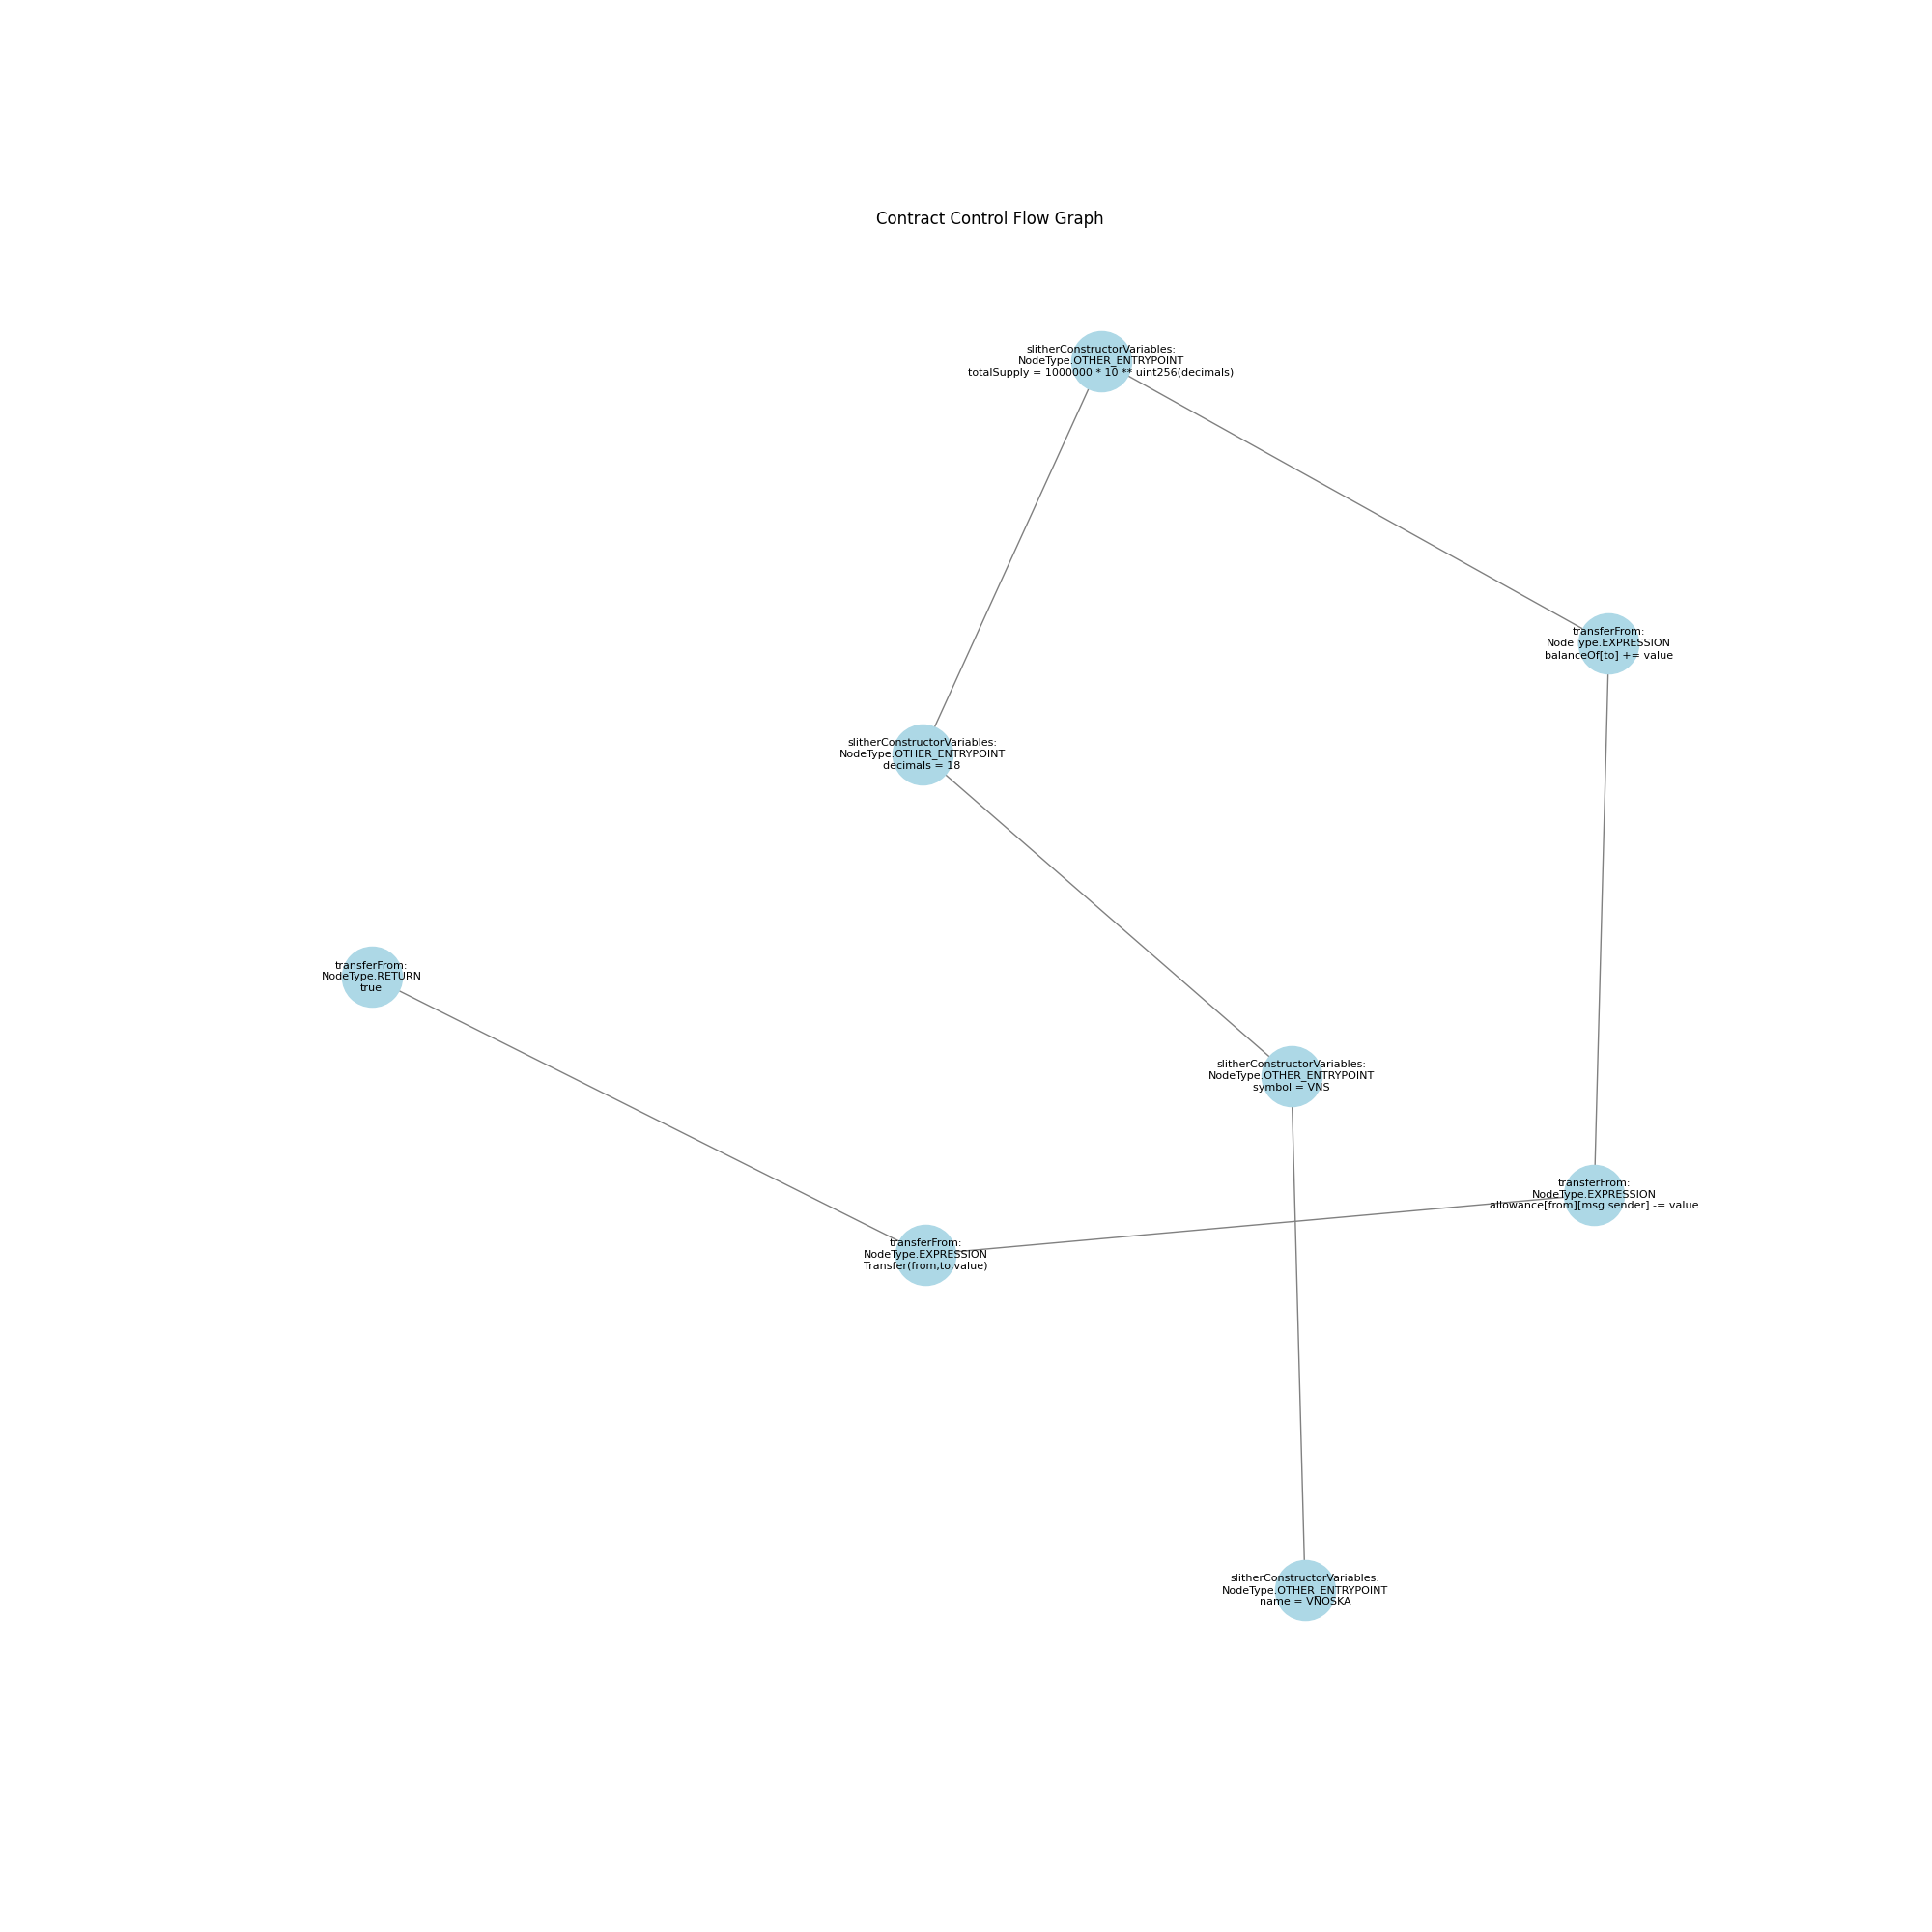 Contract Control Flow Graph
slitherConstructorVariables:
NodeType.OTHER_ENTRYPOINT
totalSupply = 1000000 * 10 ** uint256(decimals)
transferFrom:
NodeType.EXPRESSION
balanceOf[to] += value
slitherConstructorVariables:
NodeType.OTHER_ENTRYPOINT
decimals = 18
transferFrom:
NodeType.RETURN
true
slitherConstructorVariables:
NodeType.OTHER_ENTRYPOINT
symbol = VNS
transferFrom:
NodeType.EXPRESSION
allowance[from][msg.sender] -= value
transferFrom:
NodeType.EXPRESSION
Transfer(from,to,value)
slitherConstructorVariables:
NodeType.OTHER_ENTRYPOINT
name = VNOSKA